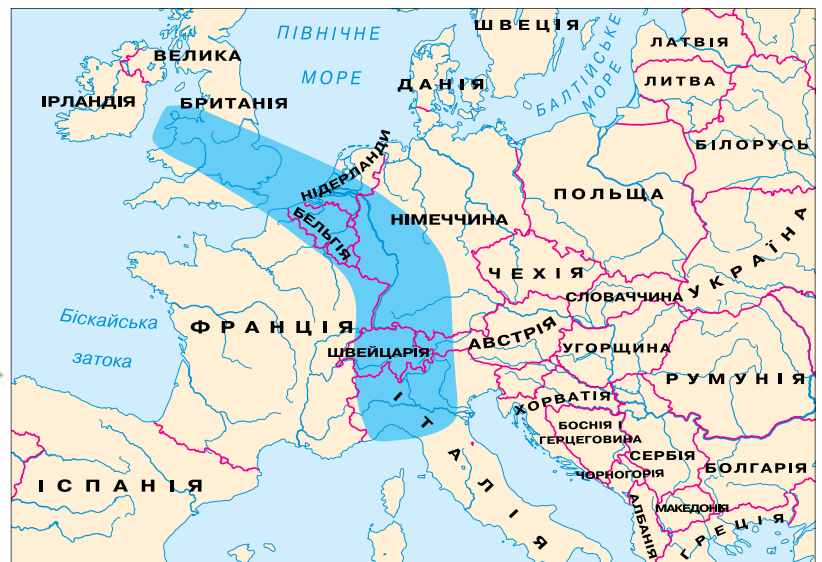 ШВЕЦІЯ
ПІВНІЧНЕ
МОРЕ
ЛАТВІЯ
ВЕЛИКА
БРИТАНІЯ
ДАНІЯ
ЛИТВА
БАЛТІЙСЬКЕ
МОРЕ
ІРЛАНДІЯ
БІЛОРУСЬ
НІДЕРЛАНДИ
ПОЛЬЩА
БЕЛЬГІЯ
НІМЕЧЧИНА
УКРАЇНА
ЧЕХІЯ
СЛОВАЧЧИНА
Біскайська
затока
ФРАНЦІЯ
АВСТРІЯ
ШВЕЙЦАРІЯ
УГОРЩИНА
РУМУНІЯ
ІТАЛІЯ
ХОРВАТІЯ
БОСНІЯ І
ГЕРЦЕГОВИНА
СЕРБІЯ
ЧОРНОГОРІЯ
БОЛГАРІЯ
ІСПАНІЯ
МАКЕДОНІЯ
АЛБАНІЯ
ГРЕЦІЯ